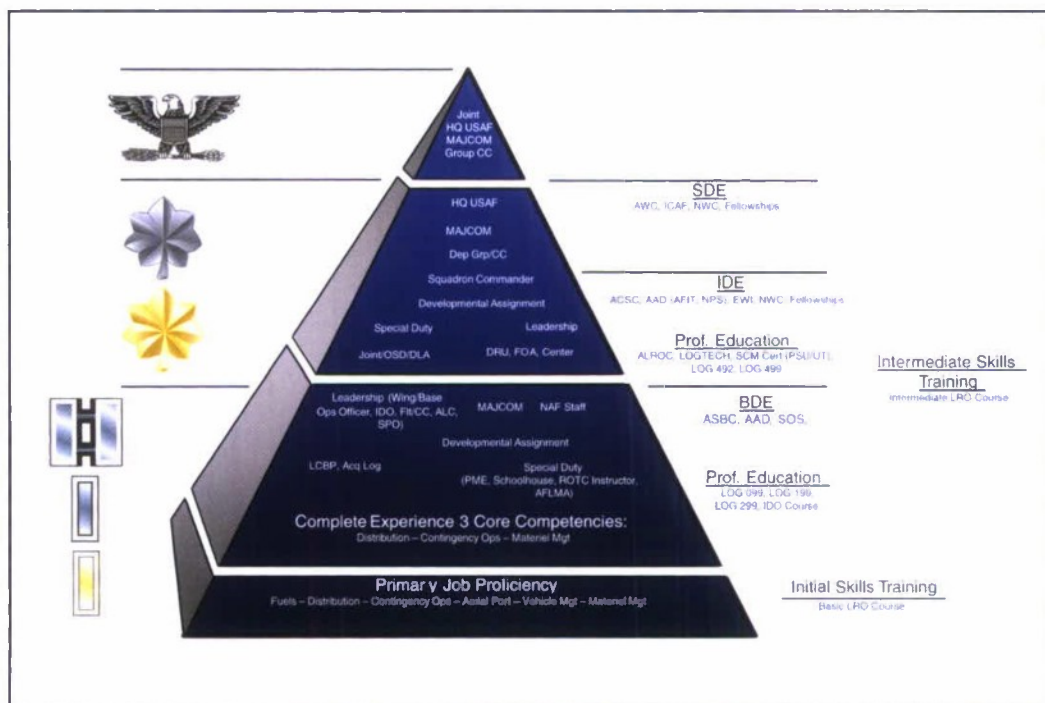 Joint
HQ USAF
MAJCOM
Group CC
SDE
AWC, ICAF, NWC, Fellowships
HQ USAF
MAJCOM
Dep Grp/CC
Squadron Commander
Developmental Assignment
Special Duty
Leadership
Joint/OSD/DLA
DRU, FOA, Center
IDE
ACSC, AAD (AFIT, NPS), EWI, NWC, Fellowships
Prof. Education
ALROC, LOGTECH, SCM Cert (PSU/UT),
LOG 492, LOG 499
Intermediate Skills
Training
Intermediate LRO Course
Leadership (Wing/Base
Ops Officer, IDO, Flt/CC, ALC,
SPO)
MAJCOM
NAF Staff
Developmental Assignment
LCBP, Acq Log
Special Duty
(PME, Schoolhouse, ROTC Instructor,
AFLMA)
Complete Experience 3 Core Competencies:
Distribution – Contingency Ops – Materiel Mgt
BDE
ASBC, AAD, SOS,
Prof. Education
LOG 099, LOG 199,
LOG 299, IDO Course
Primary Job Proficiency
Fuels – Distribution – Contingency Ops – Aerial Port – Vehicle Mgt – Materiel Mgt
Initial Skills Training
Basic LRO Course